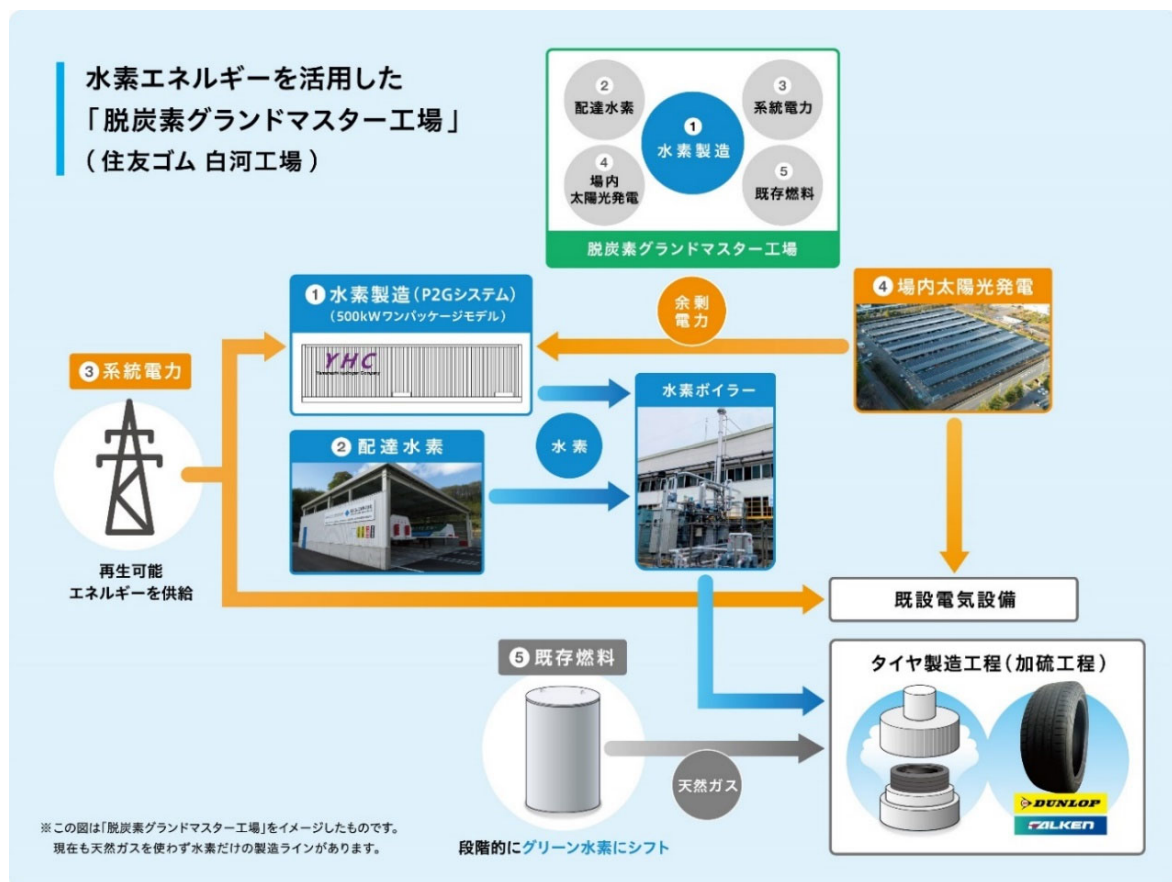 水素エネルギーを活用した
「脱炭素グランドマスター工場」
(住友ゴム 白河工場)
② 配達水素
③ 系統電力
① 水素製造
④ 場内
太陽光発電
⑤ 既存燃料
脱炭素グランドマスター工場
① 水素製造(P2Gシステム)
(500kWワンパッケージモデル)
YHC
余剰
電力
④ 場内太陽光発電
③ 系統電力
再生可能
エネルギーを供給
② 配達水素
水素
水素ボイラー
既設電気設備
⑤ 既存燃料
天然ガス
段階的にグリーン水素にシフト
タイヤ製造工程(加硫工程)
DUNLOP
FALKEN
※この図は「脱炭素グランドマスター工場」をイメージしたものです。
現在も天然ガスを使わず水素だけの製造ラインがあります。